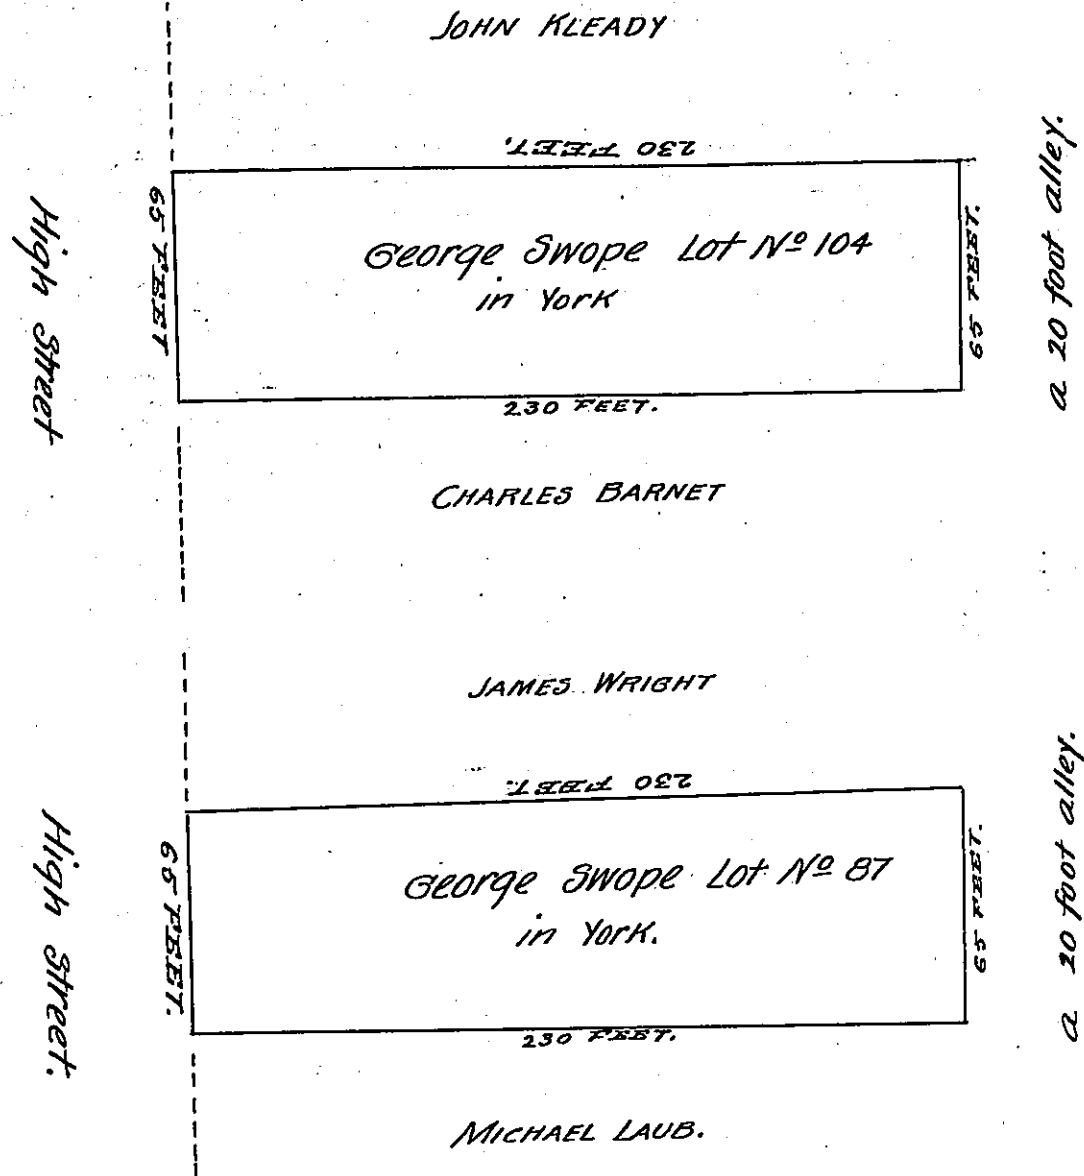 JOHN KLEADY
230 FEET.
High Street
65 FEET
George Swope Lot Nº 104
in York
65 FEET.
a 20 foot alley.
230 FEET.
CHARLES BARNET
JAMES WRIGHT
230 FEET.
High Street.
65 FEET.
George Swope Lot Nº 87
in York.
65 FEET.
a 20 foot alley.
230 FEET.
MICHAEL LAUB.